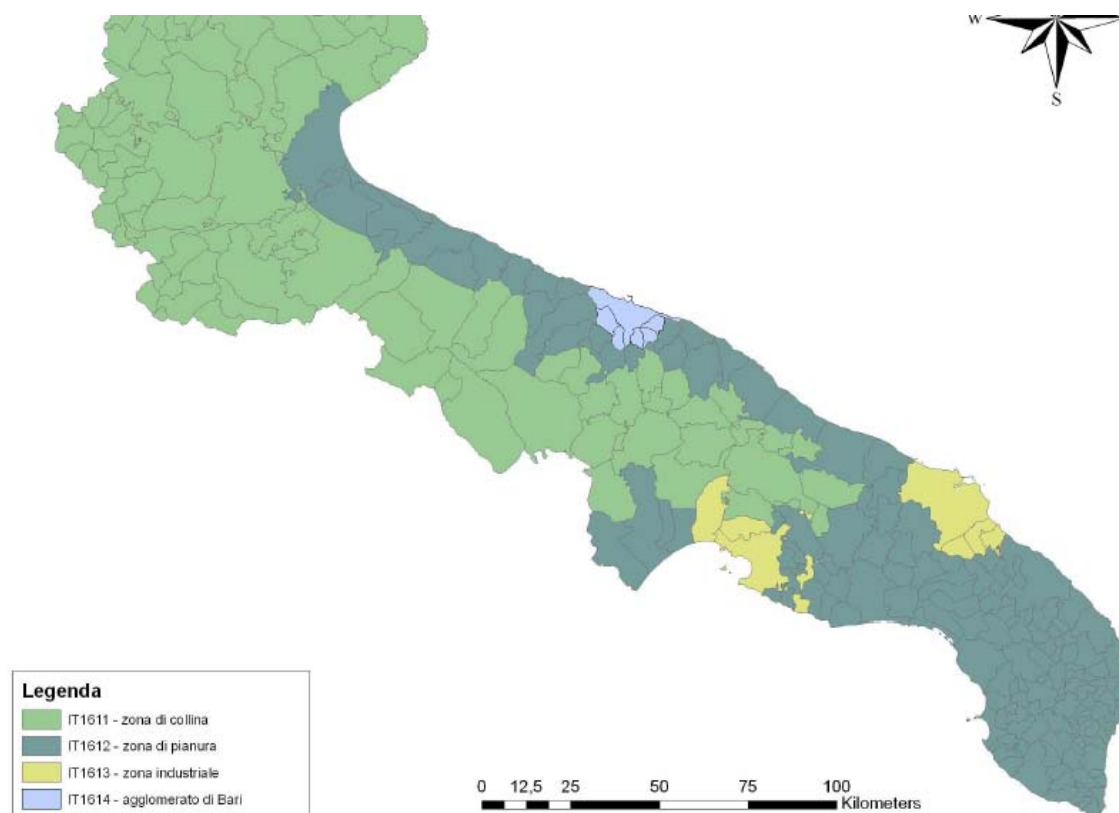 W
S
Legenda
IT1611 - zona di collina
IT1612 - zona di pianura
IT1613 - zona industriale
IT1614 - agglomerato di Bari
0 12,5 25 50 75 100
Kilometers